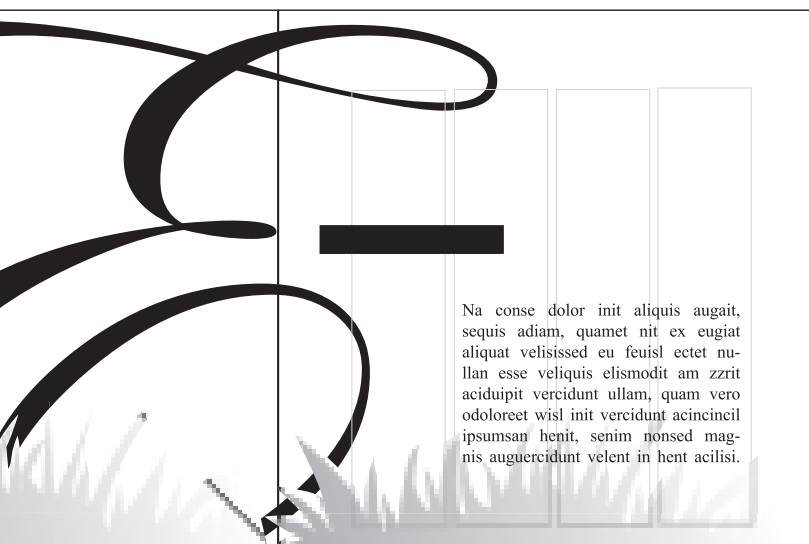 Na conse dolor init aliquis augait,
sequis adiam, quamet nit ex eugiat
aliquat velisissed eu feuisl ectet nu-
llan esse veliquis elismodit am zzrit
aciduipit vercidunt ullam, quam vero
odoloreet wisl init vercidunt acincincil
ipsumsan henit, senim nonsed mag-
nis auguercidunt velent in hent acilisi.